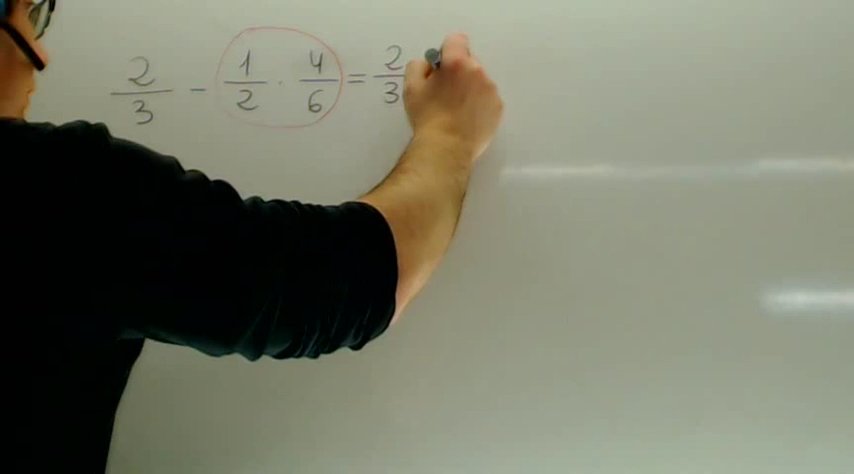 2/3 - 1/2 · 4/6 = 2/3